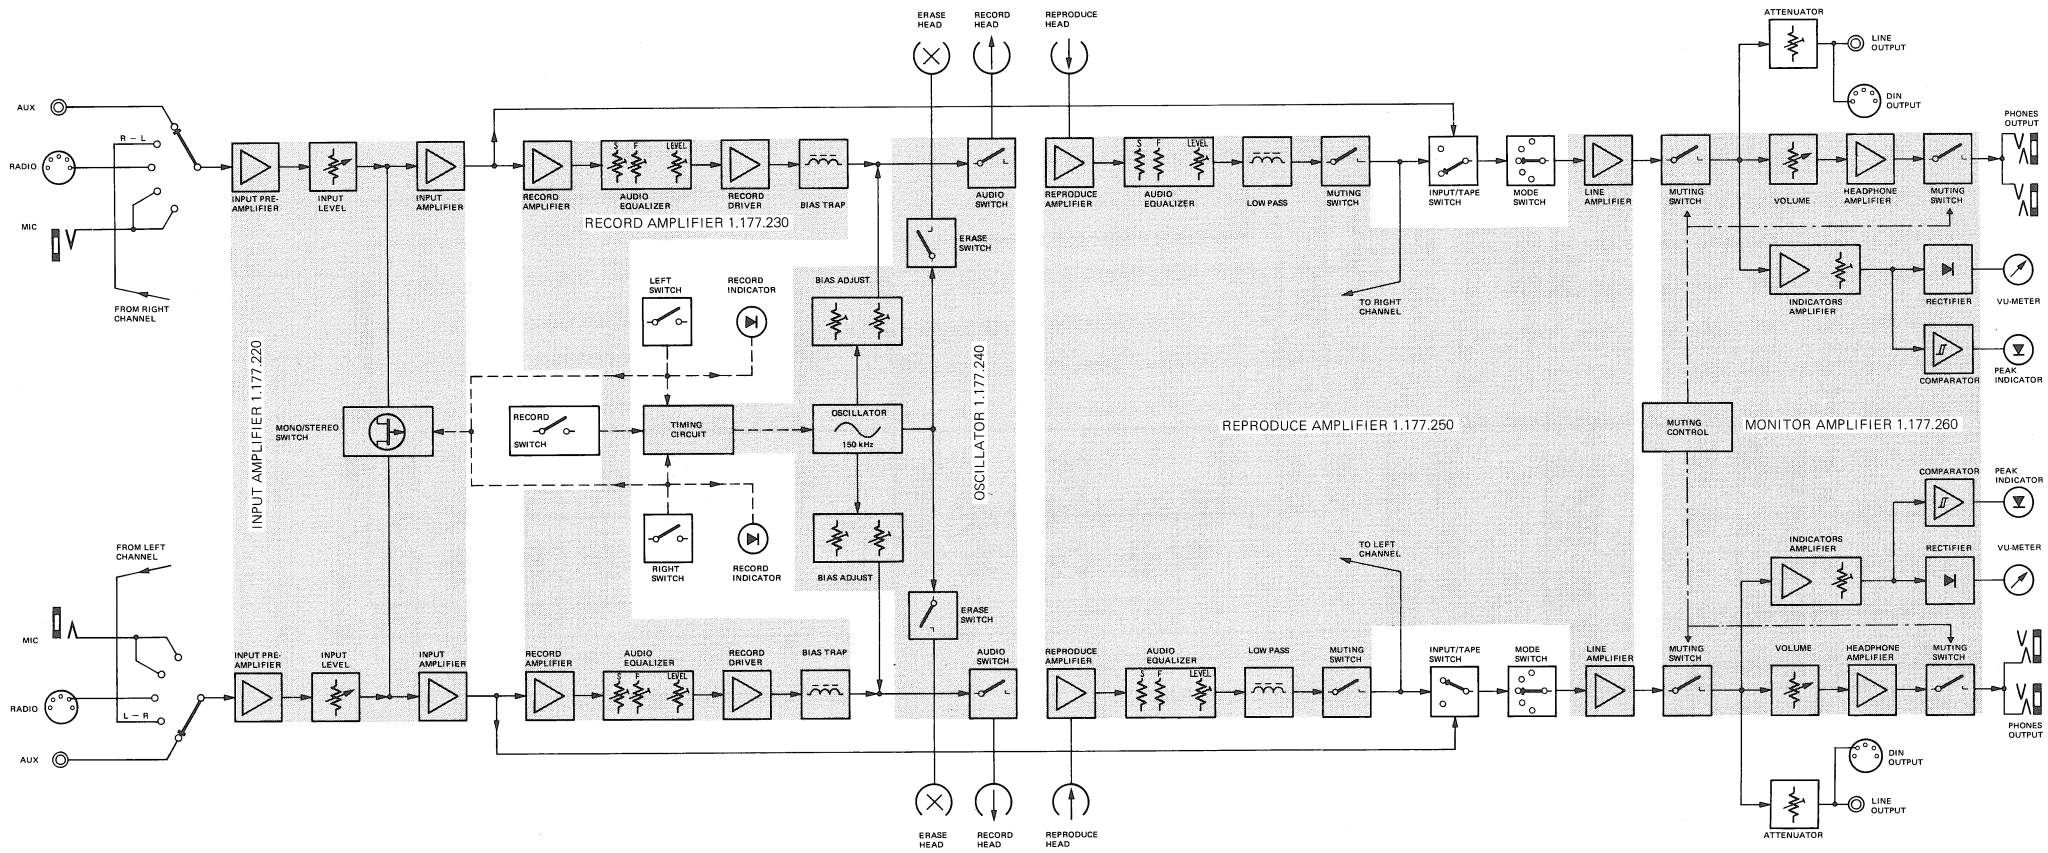 ERASE
HEAD
RECORD
HEAD
REPRODUCE
HEAD
ATTENUATOR
LINE
OUTPUT
DIN
OUTPUT
PHONES
OUTPUT
AUX
R – L
RADIO
MIC
FROM RIGHT
CHANNEL
INPUT PRE-
AMPLIFIER
INPUT
LEVEL
INPUT
AMPLIFIER
RECORD
AMPLIFIER
S F LEVEL
AUDIO
EQUALIZER
RECORD
DRIVER
BIAS TRAP
AUDIO
SWITCH
RECORD AMPLIFIER 1.177.230
ERASE
SWITCH
REPRODUCE
AMPLIFIER
S F LEVEL
AUDIO
EQUALIZER
LOW PASS
MUTING
SWITCH
INPUT/TAPE
SWITCH
MODE
SWITCH
LINE
AMPLIFIER
MUTING
SWITCH
VOLUME
HEADPHONE
AMPLIFIER
MUTING
SWITCH
TO RIGHT
CHANNEL
INDICATORS
AMPLIFIER
RECTIFIER
VU-METER
COMPARATOR
PEAK
INDICATOR
LEFT
SWITCH
RECORD
INDICATOR
BIAS ADJUST
INPUT AMPLIFIER 1.177.220
MONO/STEREO
SWITCH
RECORD
SWITCH
TIMING
CIRCUIT
OSCILLATOR
150 kHz
OSCILLATOR 1.177.240
REPRODUCE AMPLIFIER 1.177.250
MUTING
CONTROL
MONITOR AMPLIFIER 1.177.260
RIGHT
SWITCH
RECORD
INDICATOR
BIAS ADJUST
ERASE
SWITCH
TO LEFT
CHANNEL
COMPARATOR
PEAK
INDICATOR
INDICATORS
AMPLIFIER
RECTIFIER
VU-METER
FROM LEFT
CHANNEL
MIC
RADIO
L – R
AUX
INPUT PRE-
AMPLIFIER
INPUT
LEVEL
INPUT
AMPLIFIER
RECORD
AMPLIFIER
AUDIO
EQUALIZER
S F LEVEL
RECORD
DRIVER
BIAS TRAP
AUDIO
SWITCH
REPRODUCE
AMPLIFIER
AUDIO
EQUALIZER
S F LEVEL
LOW PASS
MUTING
SWITCH
INPUT/TAPE
SWITCH
MODE
SWITCH
LINE
AMPLIFIER
MUTING
SWITCH
VOLUME
HEADPHONE
AMPLIFIER
MUTING
SWITCH
PHONES
OUTPUT
DIN
OUTPUT
LINE
OUTPUT
ATTENUATOR
ERASE
HEAD
RECORD
HEAD
REPRODUCE
HEAD